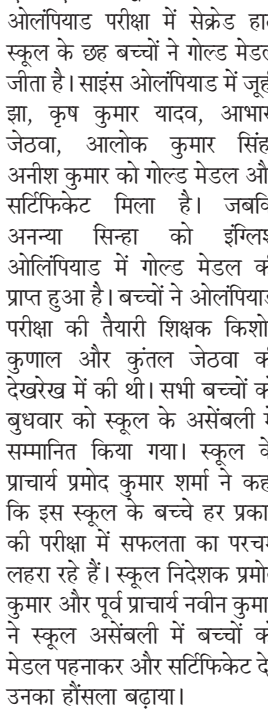 ओलंपियाड परीक्षा में सेक्रेड हा
स्कूल के छह बच्चों ने गोल्ड मेडल
जीता है। साइंस ओलंपियाड में जूह
झा, कृष कुमार यादव, आभार
जेठवा, आलोक कुमार सिंह
अनीश कुमार को गोल्ड मेडल औ
सर्टिफिकेट मिला है। जबकि
अनन्या सिन्हा को इंग्लिश
ओलिंपियाड में गोल्ड मेडल क
प्राप्त हुआ है। बच्चों ने ओलंपियाड
परीक्षा की तैयारी शिक्षक किशो
कुणाल और कुंतल जेठवा क
देखरेख में की थी। सभी बच्चों क
बुधवार को स्कूल के असेंबली में
सम्मानित किया गया। स्कूल के
प्राचार्य प्रमोद कुमार शर्मा ने कह
कि इस स्कूल के बच्चे हर प्रका
की परीक्षा में सफलता का परच
लहरा रहे हैं। स्कूल निदेशक प्रमो
कुमार और पूर्व प्राचार्य नवीन कुमा
ने स्कूल असेंबली में बच्चों क
मेडल पहनाकर और सर्टिफिकेट दे
उनका हौंसला बढ़ाया।